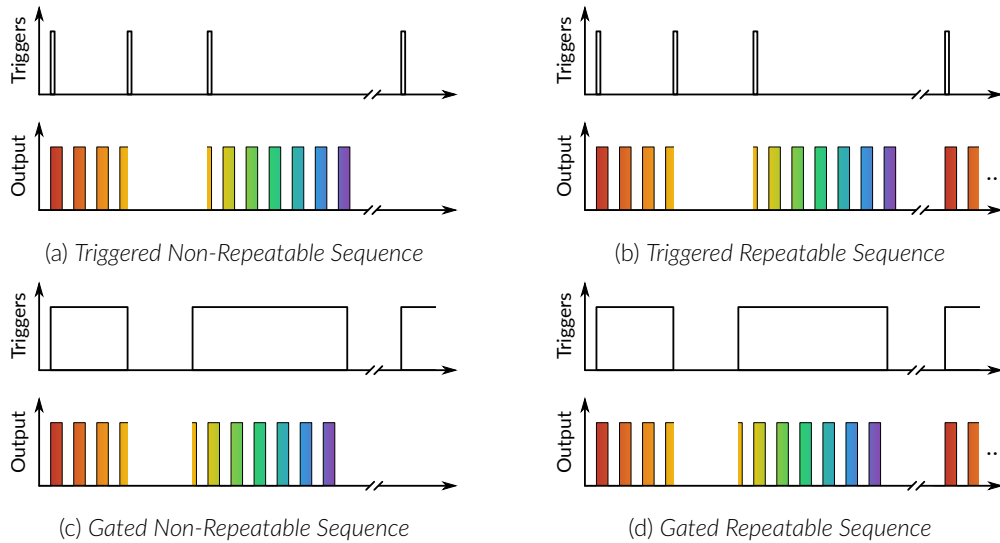 Triggers
Output
(a) Triggered Non-Repeatable Sequence
Triggers
Output
..
(b) Triggered Repeatable Sequence
Triggers
Output
(c) Gated Non-Repeatable Sequence
Triggers
Output
..
(d) Gated Repeatable Sequence